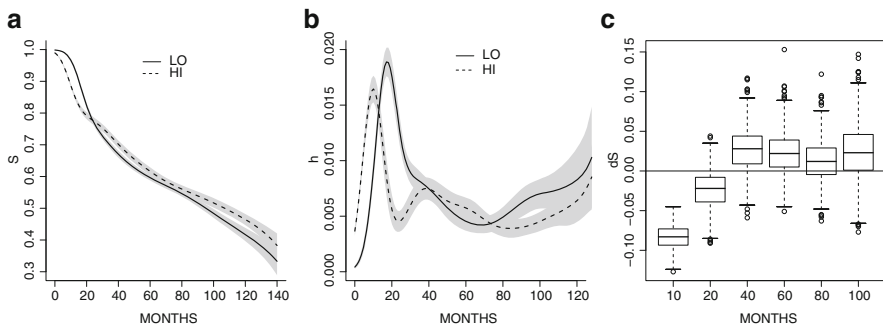 a
S
1.0
0.9
0.8
0.7
0.6
0.5
0.4
0.3
LO
HI
0 20 40 60 80 100 120 140
MONTHS
b
h
0.020
0.015
0.010
0.005
0.000
LO
HI
0 20 40 60 80 100 120
MONTHS
c
dS
0.15
0.10
0.05
0.00
−0.05
−0.10
10 20 40 60 80 100
MONTHS